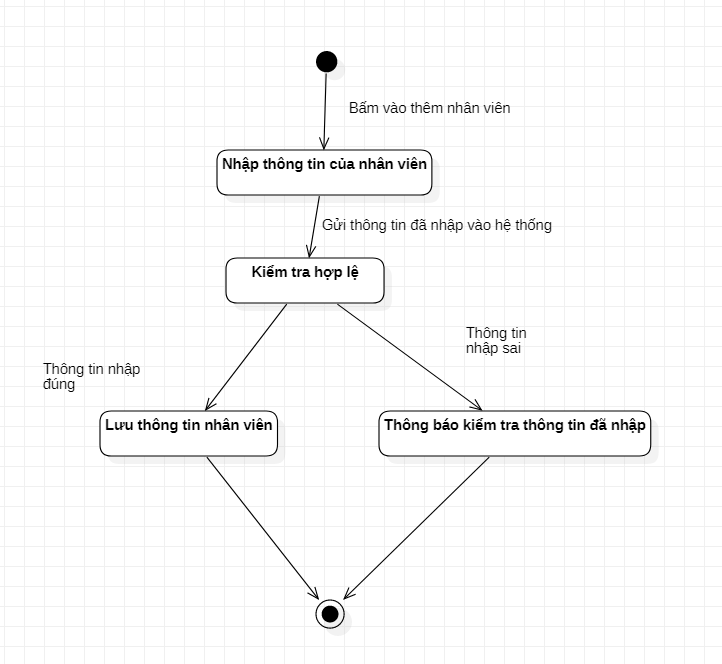 Bấm vào thêm nhân viên
Nhập thông tin của nhân viên
Gửi thông tin đã nhập vào hệ thống
Kiểm tra hợp lệ
Thông tin
nhập sai
Thông tin nhập
đúng
Lưu thông tin nhân viên
Thông báo kiểm tra thông tin đã nhập